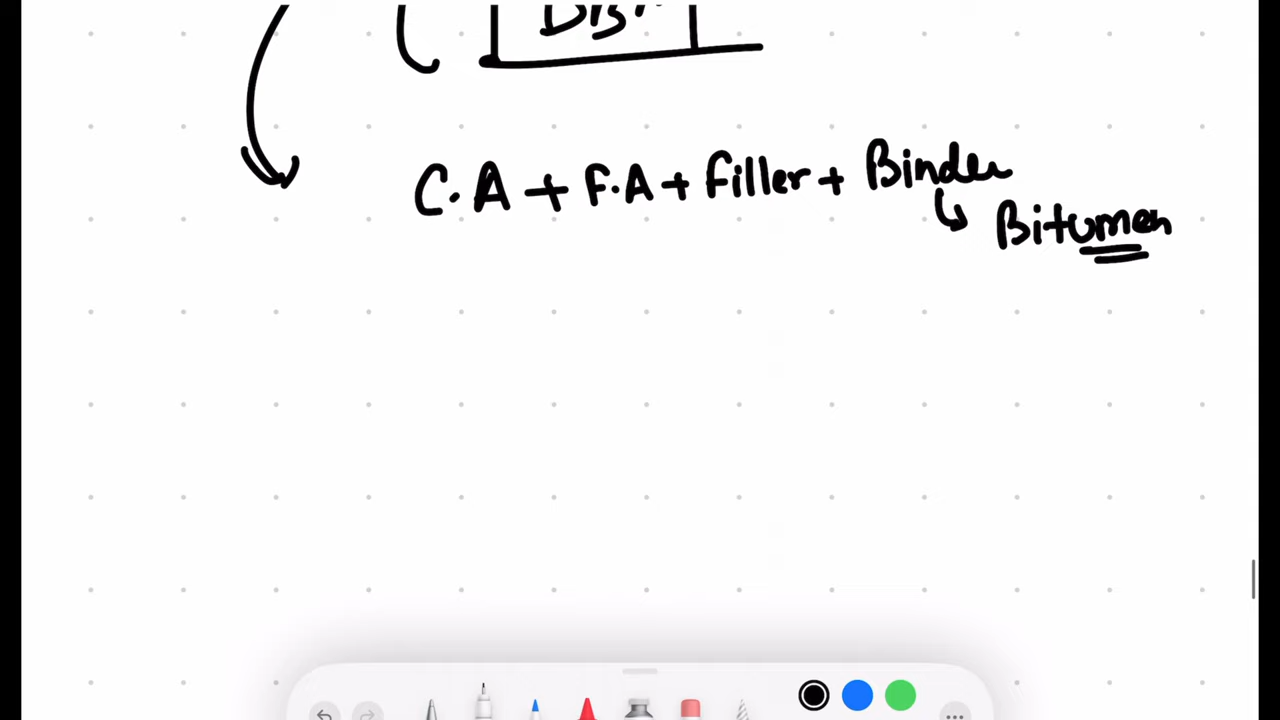 C.A + F.A + Filler + Binder
Bitumen